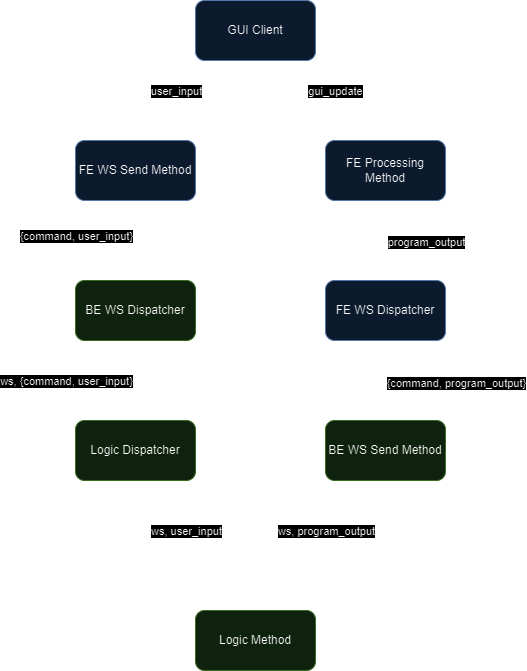 GUI Client
user_input
gui_update
FE WS Send Method
FE Processing
Method
{command, user_input}
program_output
BE WS Dispatcher
FE WS Dispatcher
ws, {command, user_input}
{command, program_output}
Logic Dispatcher
BE WS Send Method
ws, user_input
ws, program_output
Logic Method